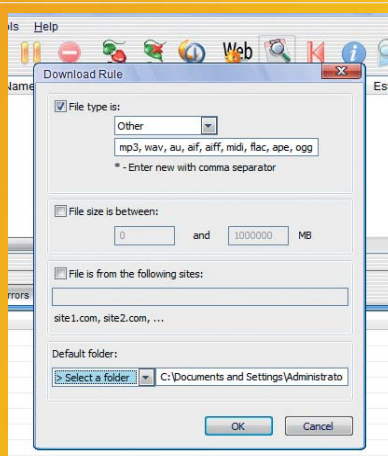 ols Help
Web
Download Rule
Name
Es
File type is:
Other
mp3, wav, au, aif, aiff, midi, flac, ape, ogg
* - Enter new with comma separator
File size is between:
0 and 1000000 MB
File is from the following sites:
rrors
site1.com, site2.com, ...
Default folder:
> Select a folder C:\Documents and Settings\Administrato
OK Cancel